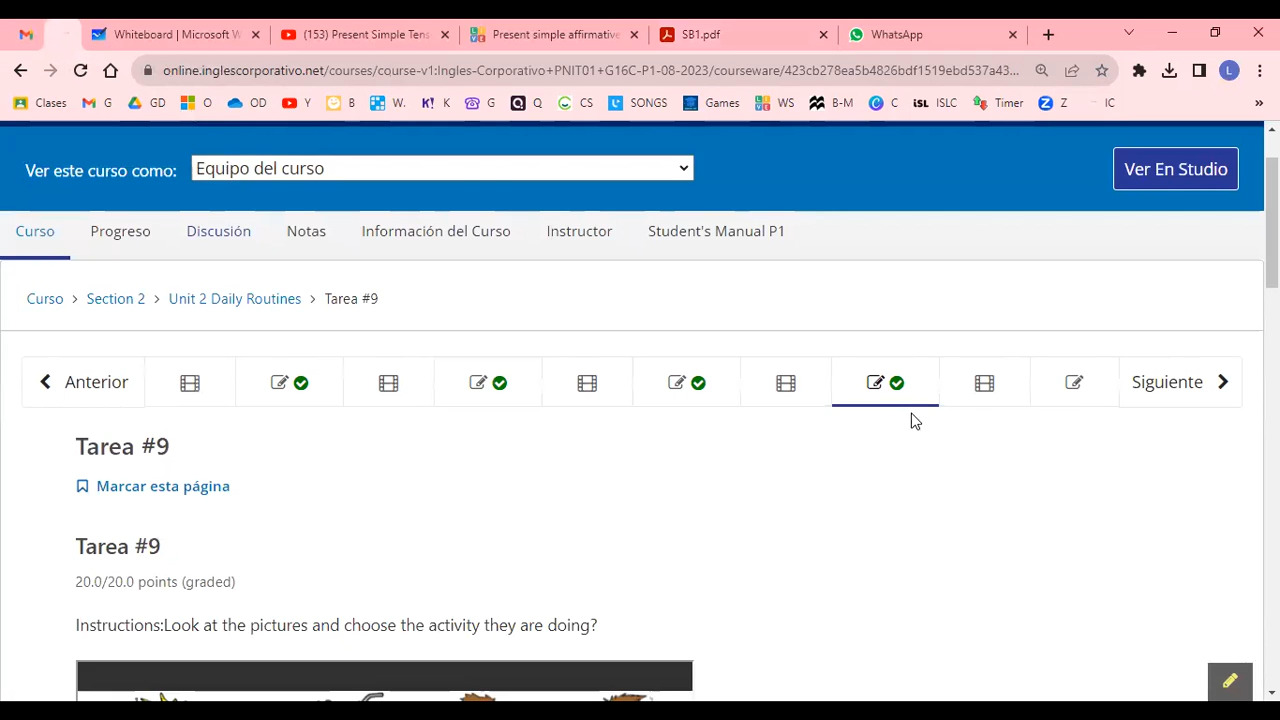 Whiteboard | Microsoft W
(153) Present Simple Tens
Present simple affirmative
SB1.pdf
WhatsApp
online.inglescorporativo.net/courses/course-v1:Ingles-Corporativo+PNIT01+G16C-P1-08-2023/courseware/423cb278ea5b4826bdf1519ebd537a43...
L
Clases
G
GD
O
OD
Y
B
W.
K
G
Q
CS
SONGS
Games
WS
B-M
C
ISLC
Timer
Z
IC
»
Ver este curso como:
Equipo del curso
Ver En Studio
Curso
Progreso
Discusión
Notas
Información del Curso
Instructor
Student's Manual P1
Curso > Section 2 > Unit 2 Daily Routines > Tarea #9
Anterior
Siguiente
Tarea #9
Marcar esta página
Tarea #9
20.0/20.0 points (graded)
Instructions:Look at the pictures and choose the activity they are doing?